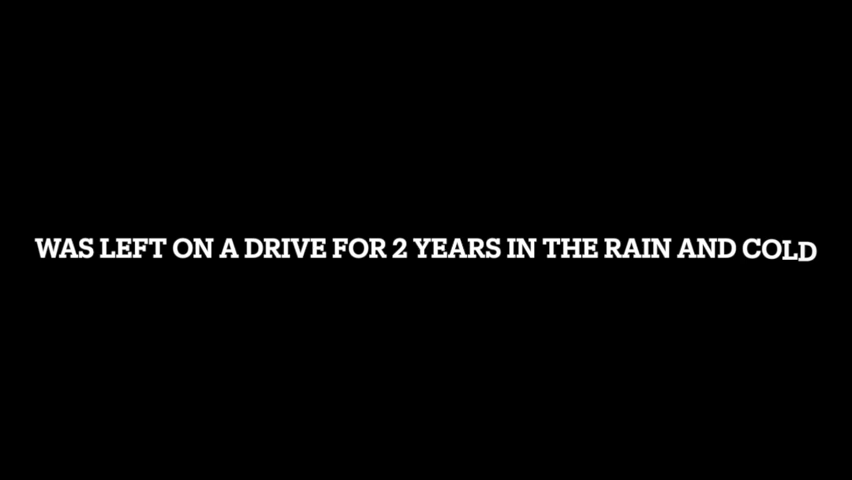 WAS LEFT ON A DRIVE FOR 2 YEARS IN THE RAIN AND COLD